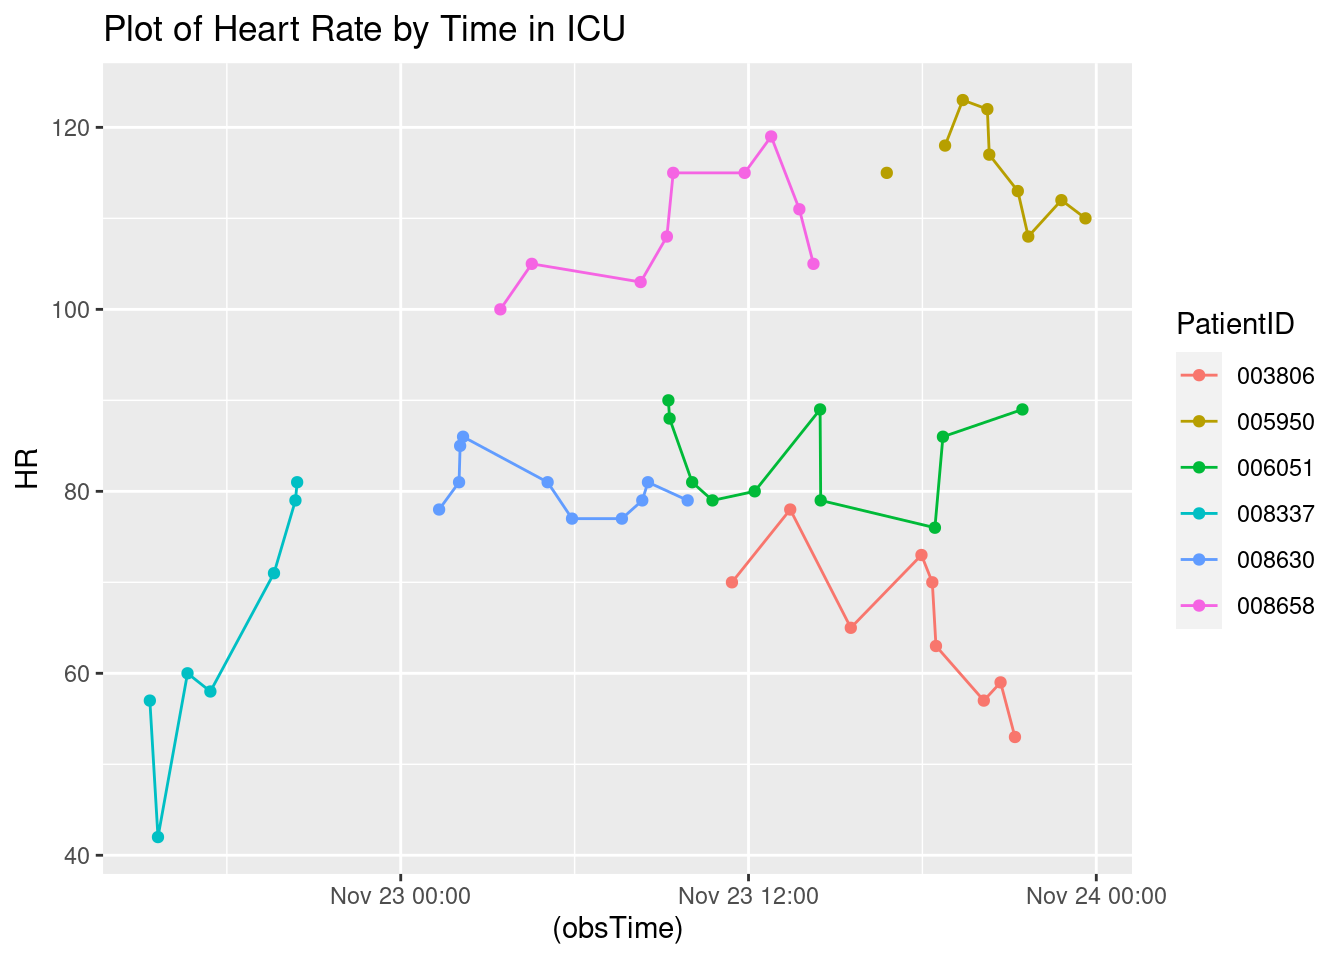 Plot of Heart Rate by Time in ICU
120
100
80
60
40
HR
Nov 23 00:00
Nov 23 12:00
Nov 24 00:00
(obsTime)
PatientID
003806
005950
006051
008337
008630
008658